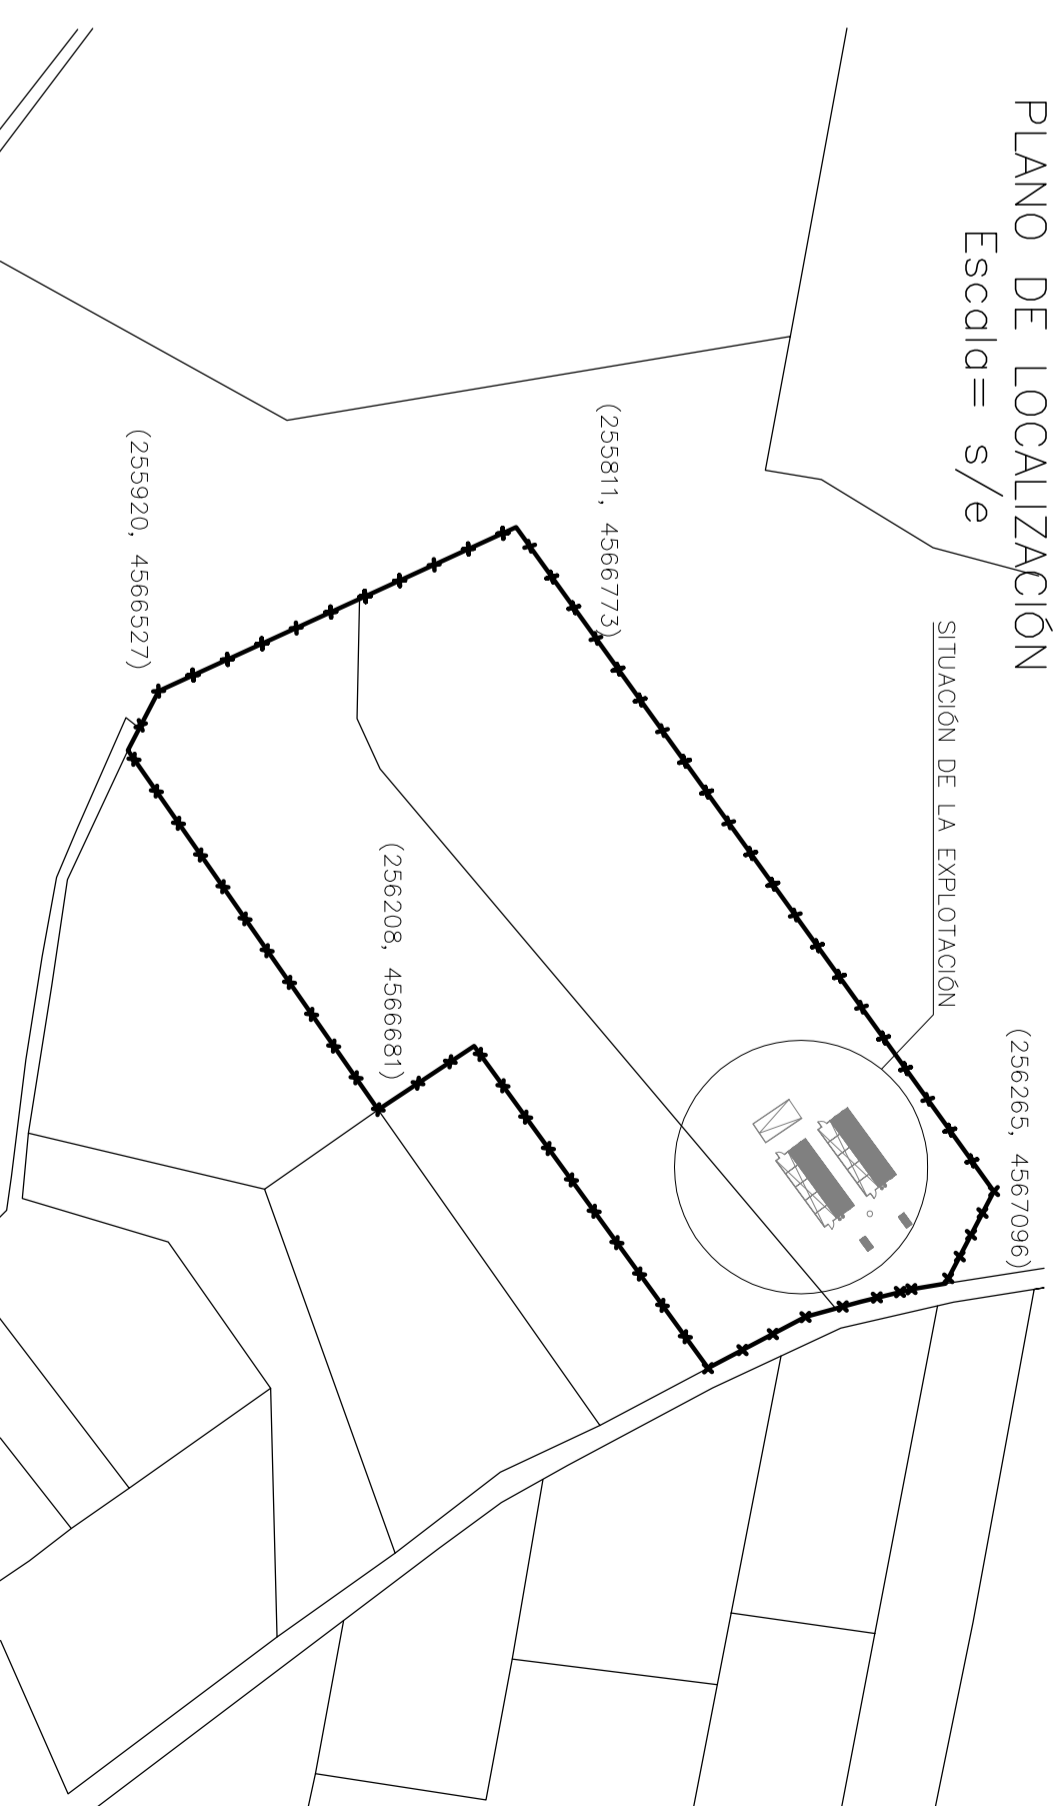 PLANO DE LOCALIZACIÓN
Escala= s/e
SITUACIÓN DE LA EXPLOTACIÓN
(256265, 4567096)
(255811, 4566773)
(256208, 4566681)
(255920, 4566527)